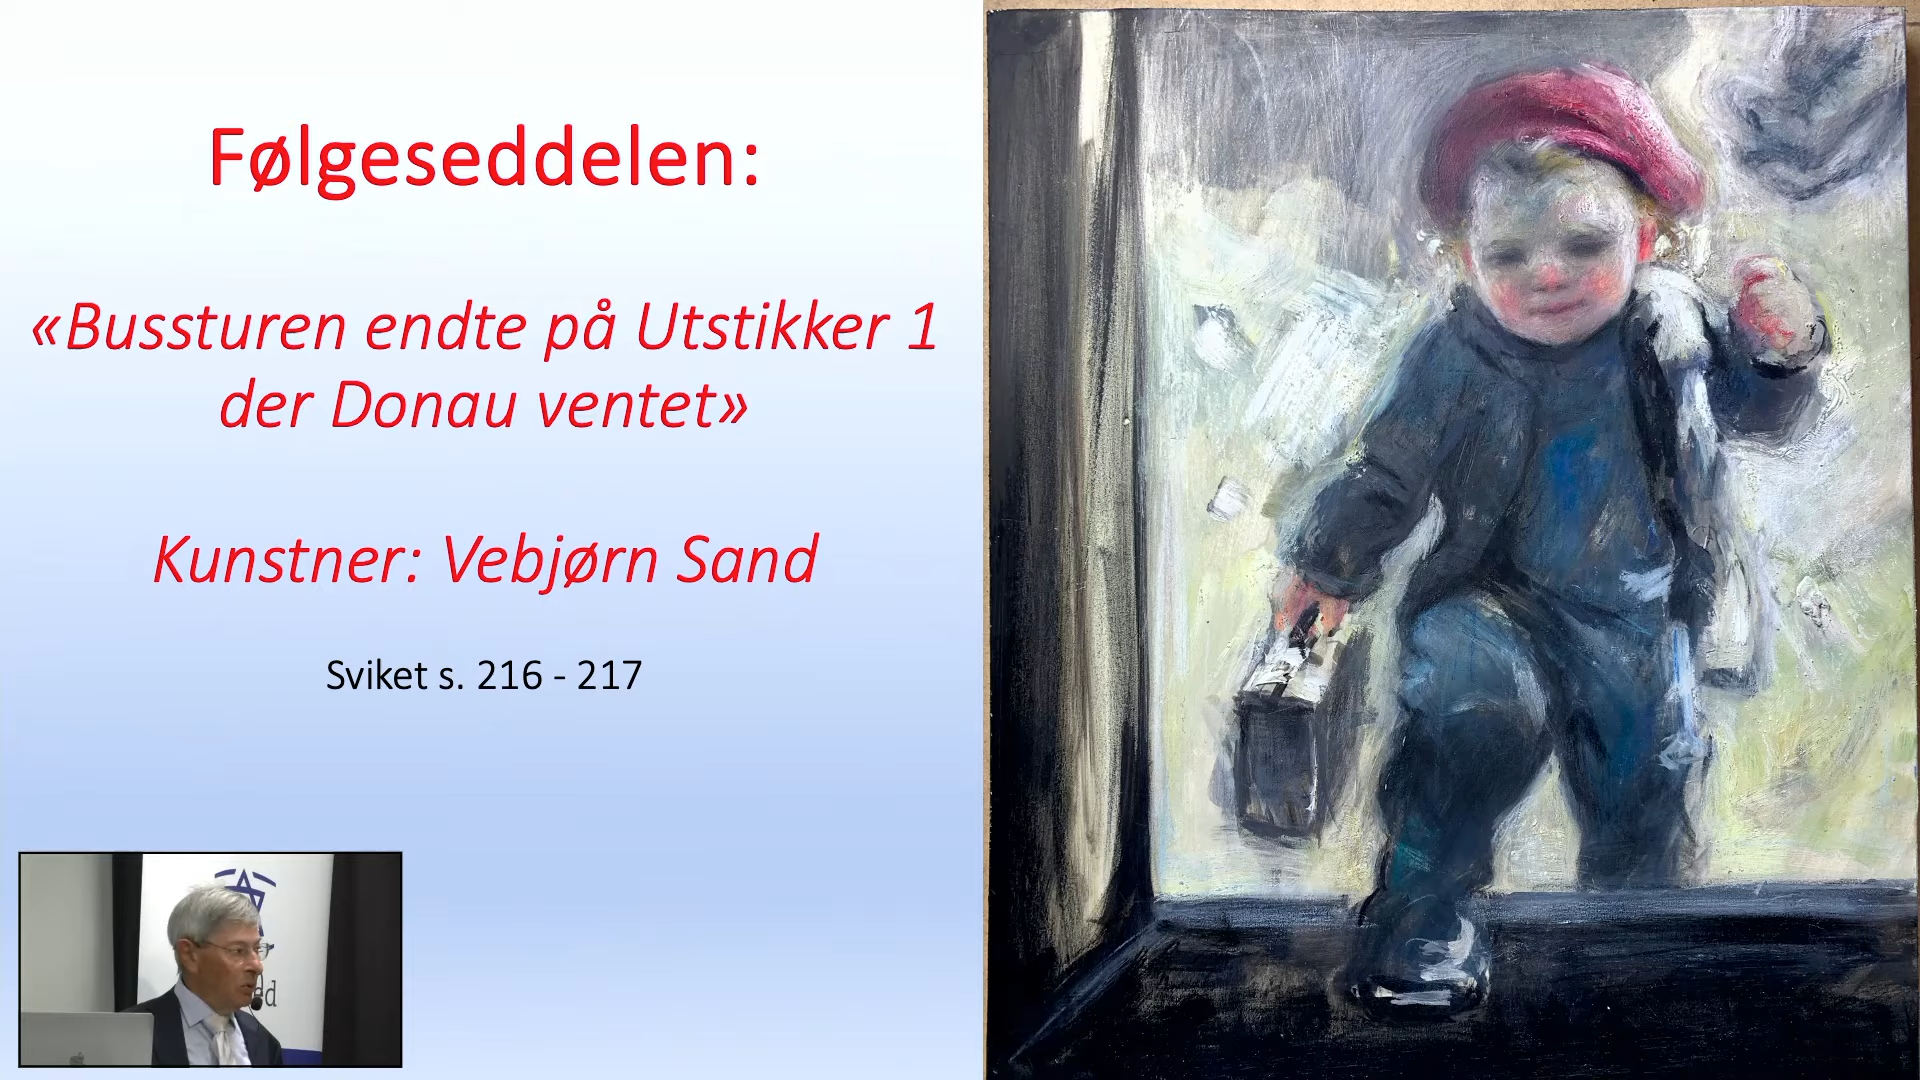 Følgeseddelen:
«Bussturen endte på Utstikker 1
der Donau ventet»
Kunstner: Vebjørn Sand
Sviket s. 216 - 217